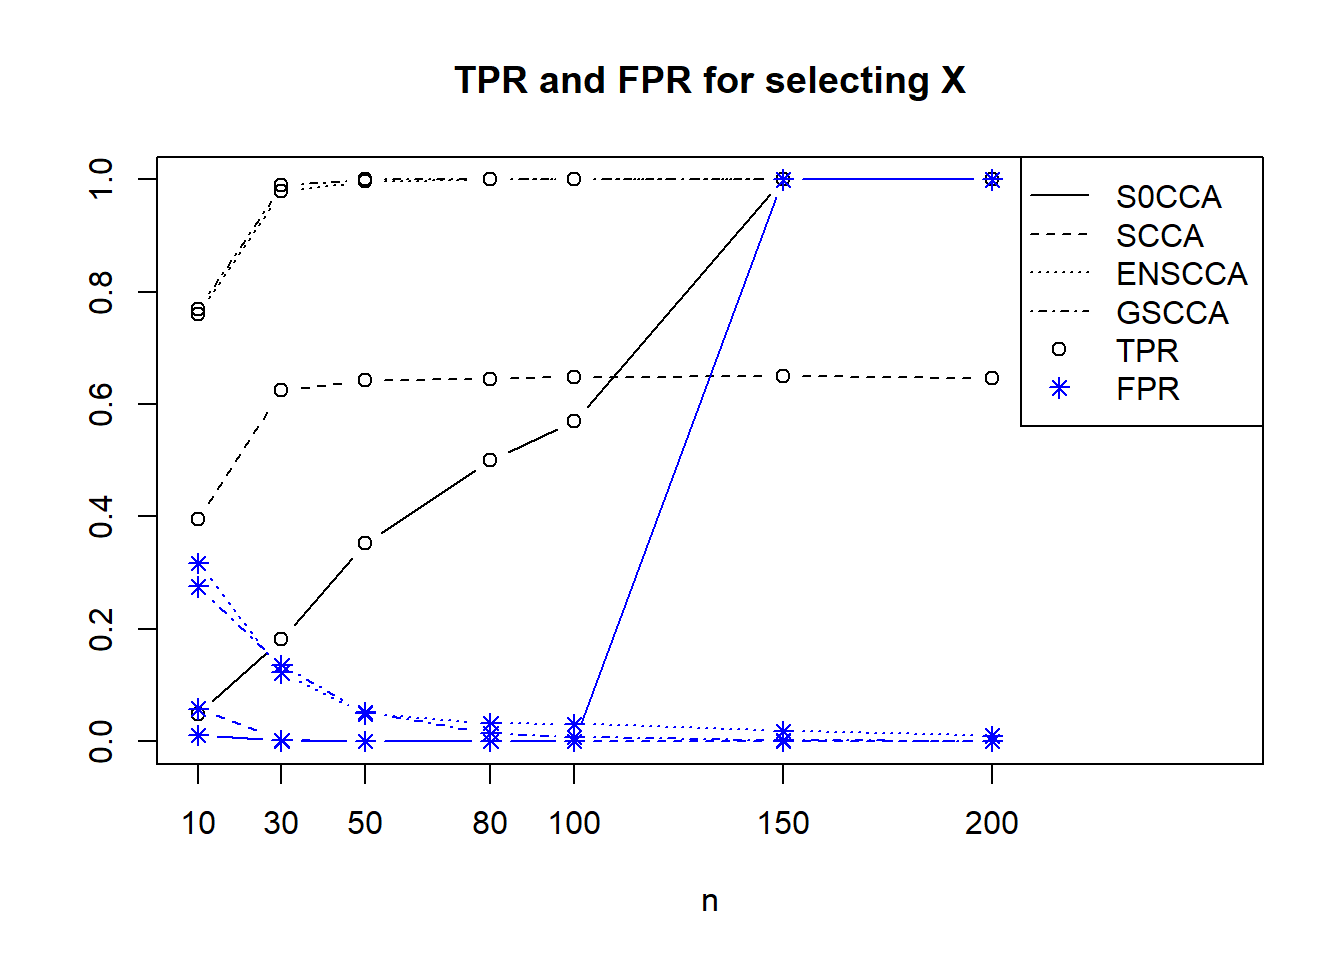 TPR and FPR for selecting X
1.0
0.8
0.6
0.4
0.2
0.0
S0CCA
SCCA
ENSCCA
GSCCA
TPR
FPR
10 30 50 80 100 150 200
n